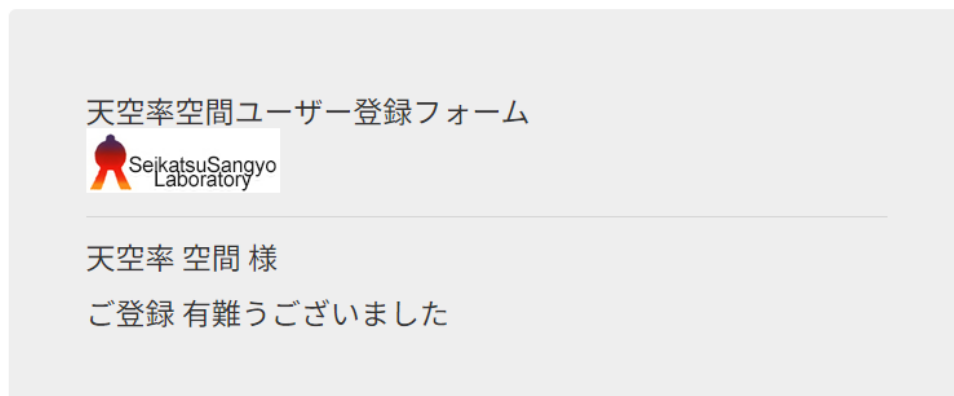 天空率空間ユーザー登録フォーム
SeikatsuSangyo
Laboratory
天空率 空間 様
ご登録 有難うございました